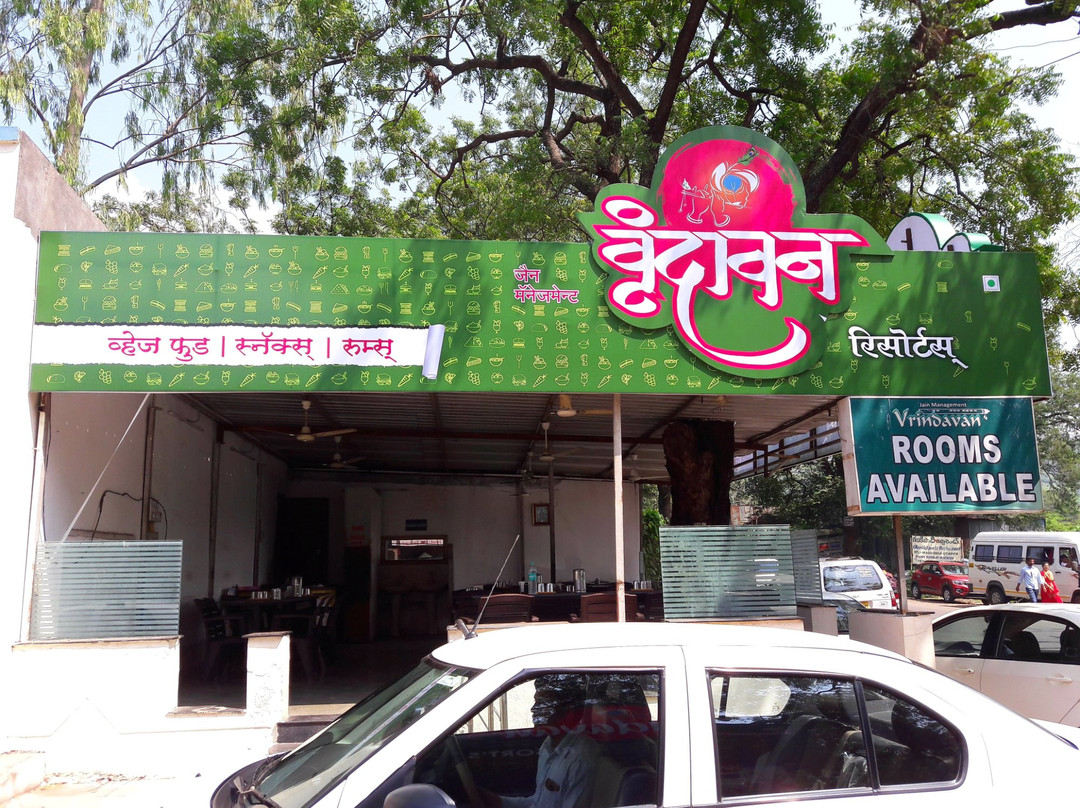 जैन
मॅनेजमेन्ट
वृंदावन
व्हेज फुड | स्नॅक्स् | रुम्स्
रिसोर्टस्
Jain Management
Vrindavan
ROOMS
AVAILABLE